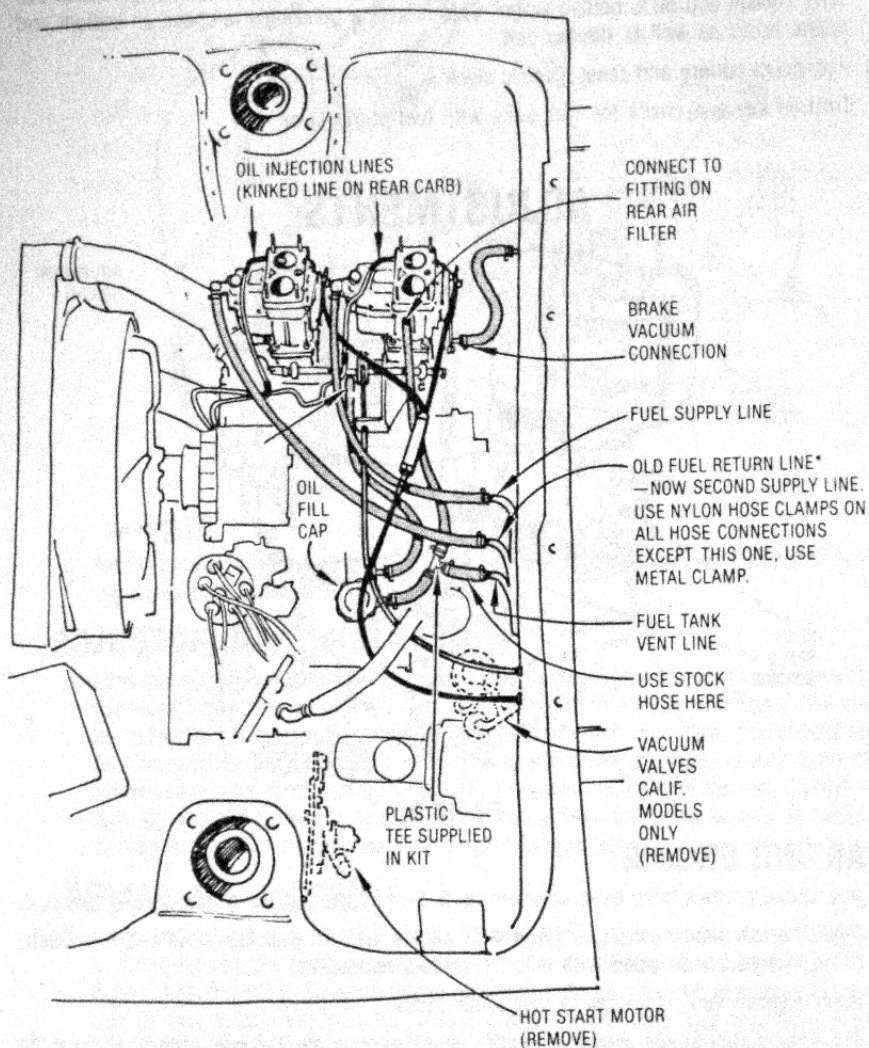 OIL INJECTION LINES
(KINKED LINE ON REAR CARB)
CONNECT TO
FITTING ON
REAR AIR
FILTER
BRAKE
VACUUM
CONNECTION
FUEL SUPPLY LINE
OLD FUEL RETURN LINE*
—NOW SECOND SUPPLY LINE.
USE NYLON HOSE CLAMPS ON
ALL HOSE CONNECTIONS
EXCEPT THIS ONE, USE
METAL CLAMP.
OIL
FILL
CAP
FUEL TANK
VENT LINE
USE STOCK
HOSE HERE
VACUUM
VALVES
CALIF.
MODELS
ONLY
(REMOVE)
PLASTIC
TEE SUPPLIED
IN KIT
HOT START MOTOR
(REMOVE)